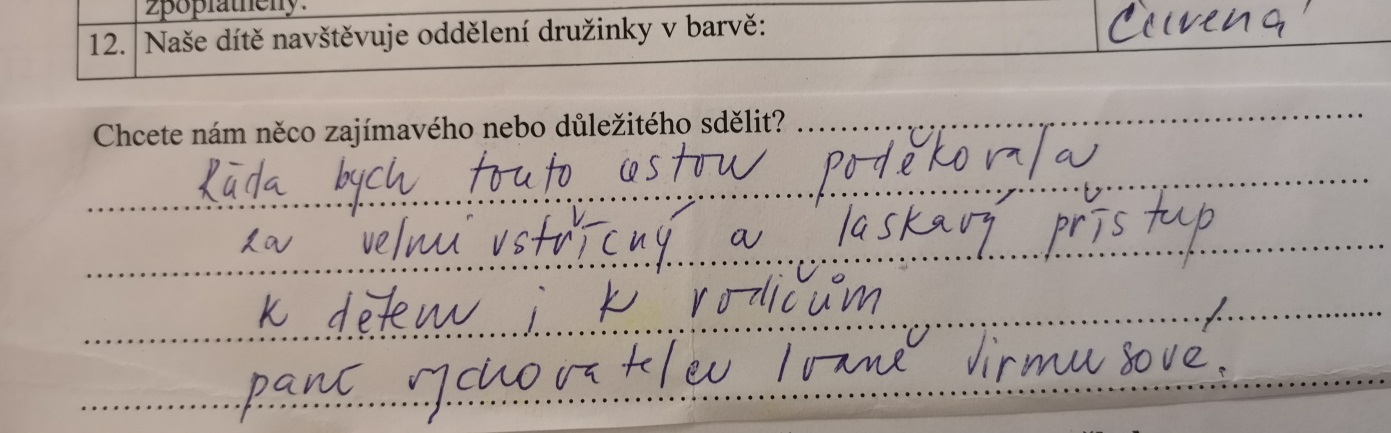 zpoplatněný.
12. Naše dítě navštěvuje oddělení družinky v barvě: Červená
Chcete nám něco zajímavého nebo důležitého sdělit? ........
Ráda bych touto cestou poděkovala
za velmi vstřícný a laskavý přístup
k dětem i k rodičům
paní vychovatelce Ivaně Jirmusové.